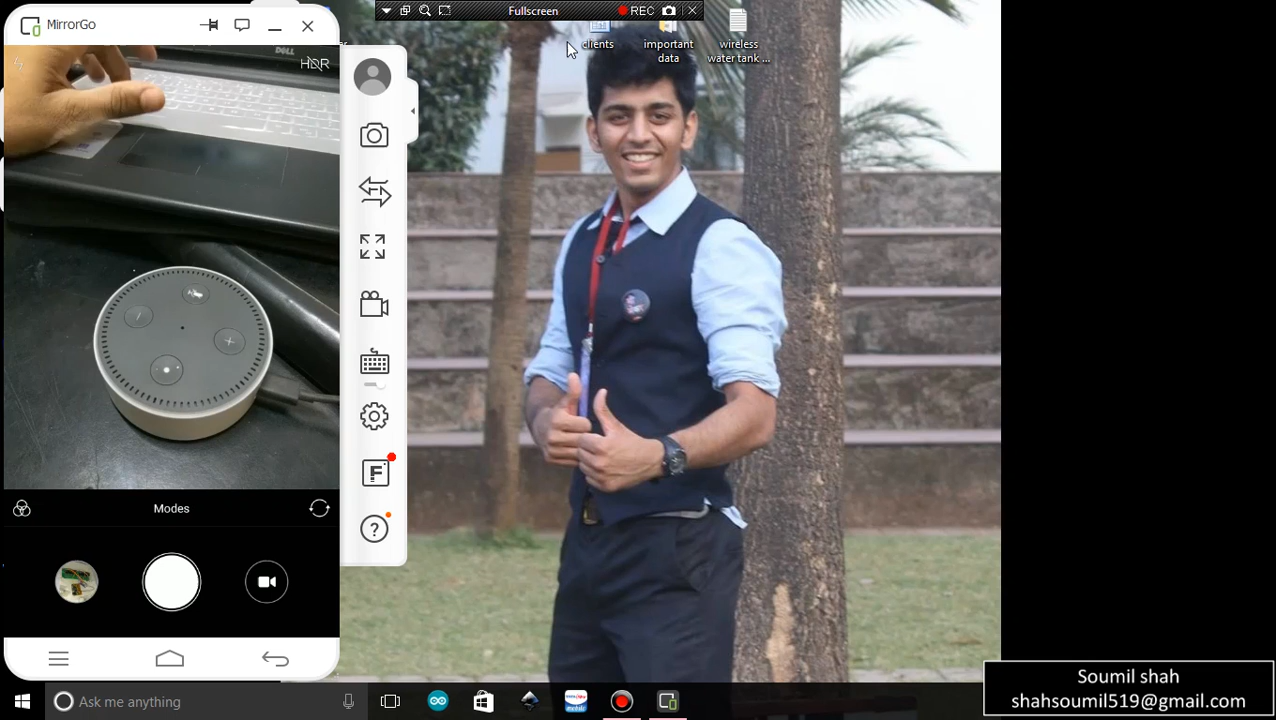 MirrorGo
Fullscreen
REC
DELL
HDR
clients
important
data
wireless
water tank ...
F
?
Modes
Ask me anything
Soumil shah
shahsoumil519@gmail.com